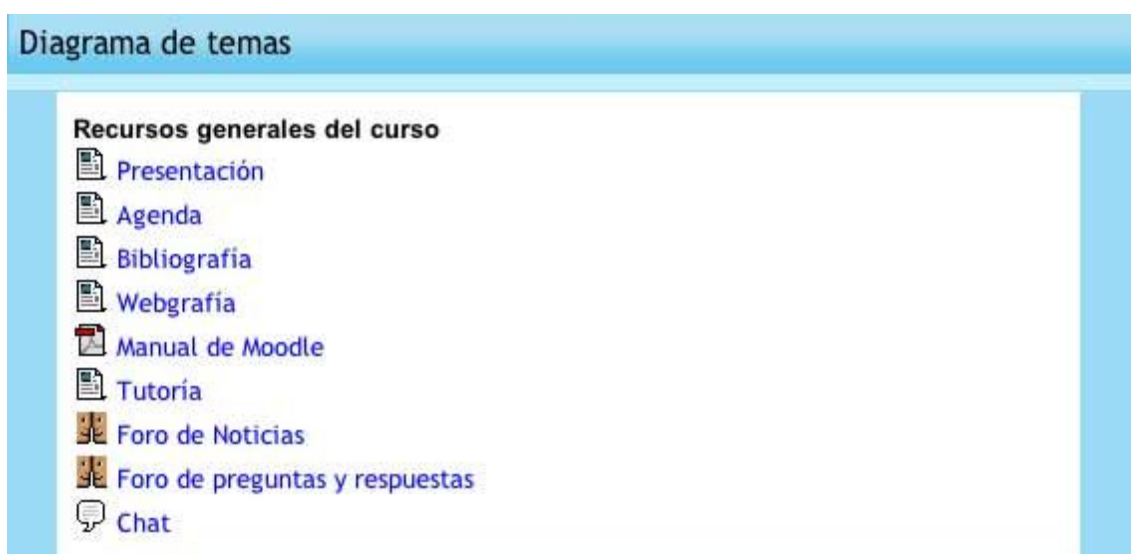 Diagrama de temas
Recursos generales del curso
Presentación
Agenda
Bibliografía
Webgrafía
Manual de Moodle
Tutoría
Foro de Noticias
Foro de preguntas y respuestas
Chat